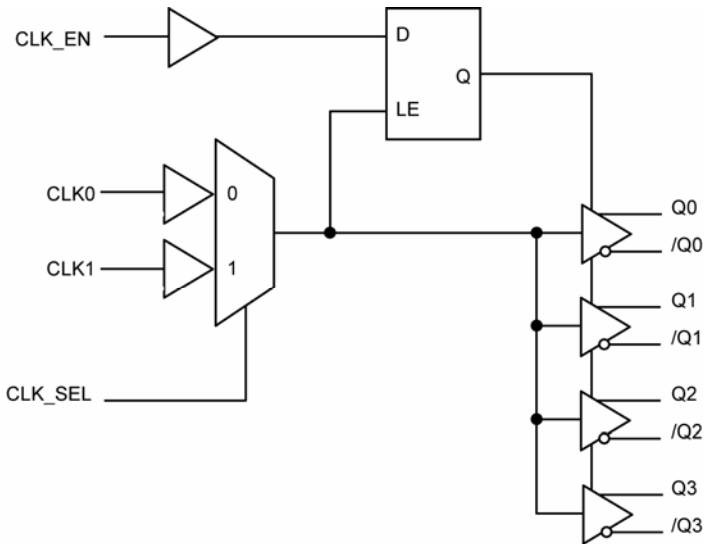 CLK_EN
D
Q
LE
CLK0
0
CLK1
1
CLK_SEL
Q0
/Q0
Q1
/Q1
Q2
/Q2
Q3
/Q3